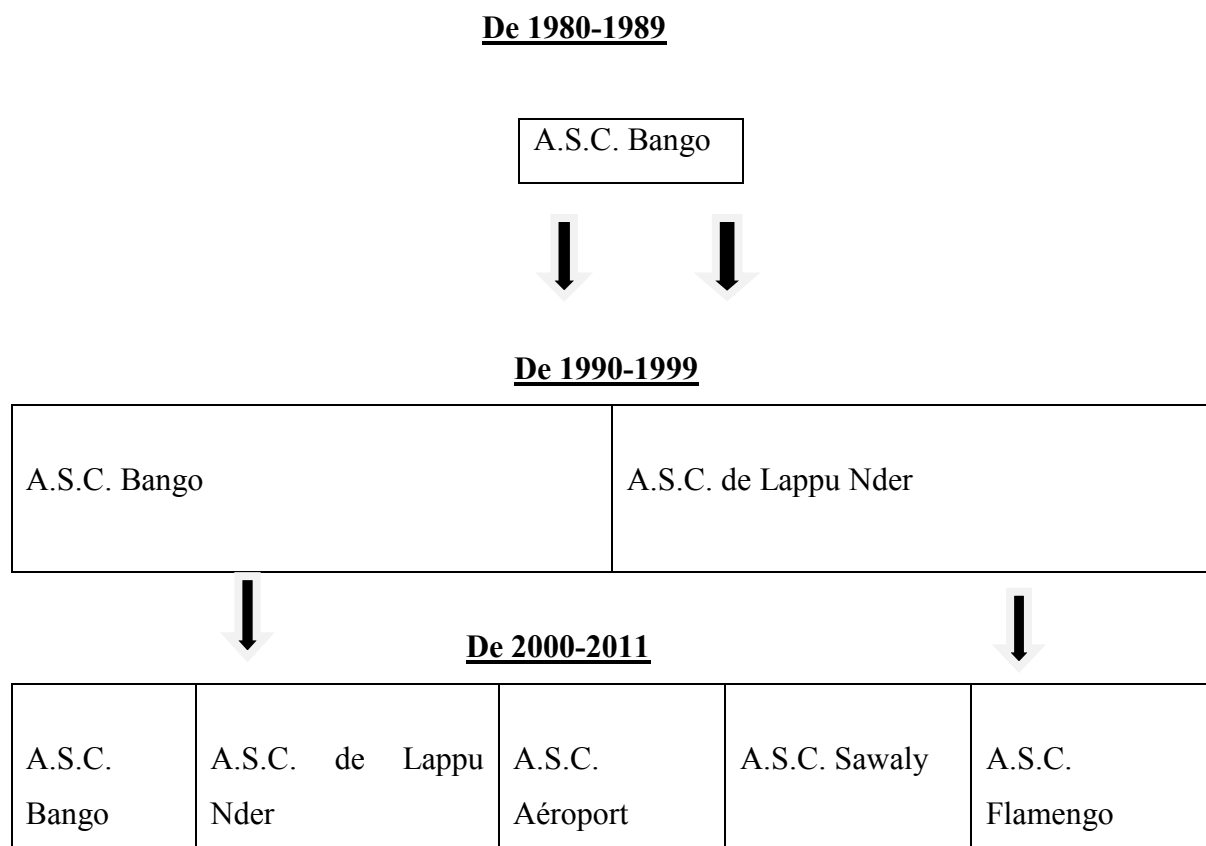 De 1980-1989
A.S.C. Bango
De 1990-1999
A.S.C. Bango
A.S.C. de Lappu Nder
De 2000-2011
A.S.C.
Bango
A.S.C. de Lappu
Nder
A.S.C.
Aéroport
A.S.C. Sawaly
A.S.C.
Flamengo